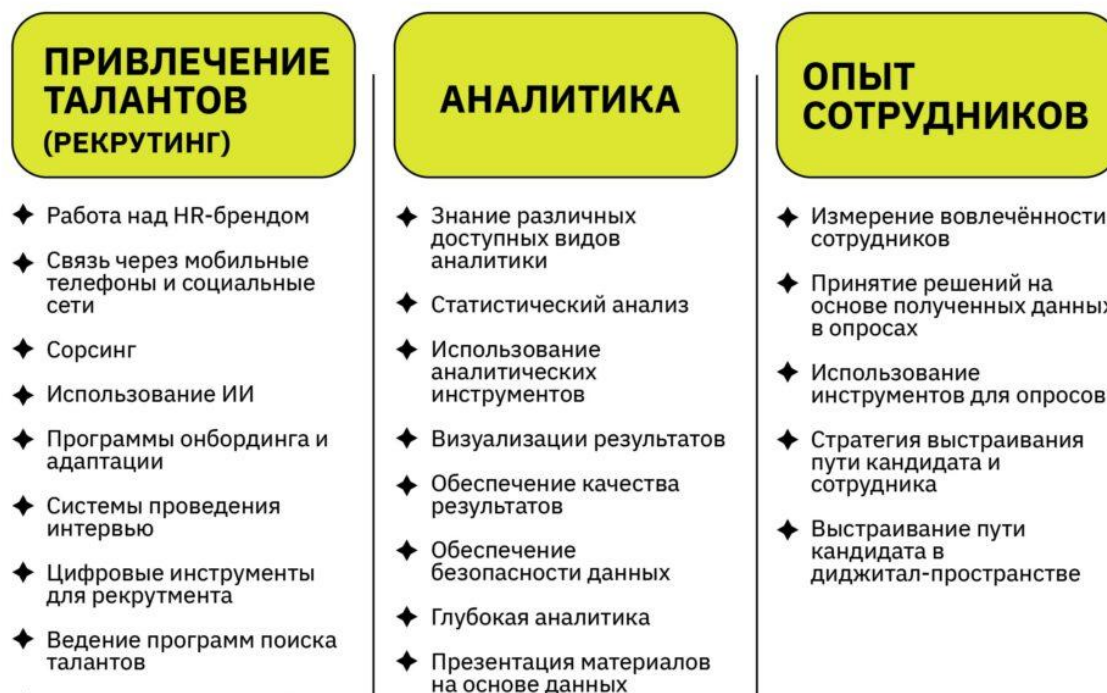 ПРИВЛЕЧЕНИЕ
ТАЛАНТОВ
(РЕКРУТИНГ)
✦ Работа над HR-брендом
✦ Связь через мобильные
телефоны и социальные
сети
✦ Сорсинг
✦ Использование ИИ
✦ Программы онбординга и
адаптации
✦ Системы проведения
интервью
✦ Цифровые инструменты
для рекрутмента
✦ Ведение программ поиска
талантов
АНАЛИТИКА
✦ Знание различных
доступных видов
аналитики
✦ Статистический анализ
✦ Использование
аналитических
инструментов
✦ Визуализации результатов
✦ Обеспечение качества
результатов
✦ Обеспечение
безопасности данных
✦ Глубокая аналитика
✦ Презентация материалов
на основе данных
ОПЫТ
СОТРУДНИКОВ
✦ Измерение вовлечённости
сотрудников
✦ Принятие решений на
основе полученных данных
в опросах
✦ Использование
инструментов для опросов
✦ Стратегия выстраивания
пути кандидата и
сотрудника
✦ Выстраивание пути
кандидата в
диджитал-пространстве